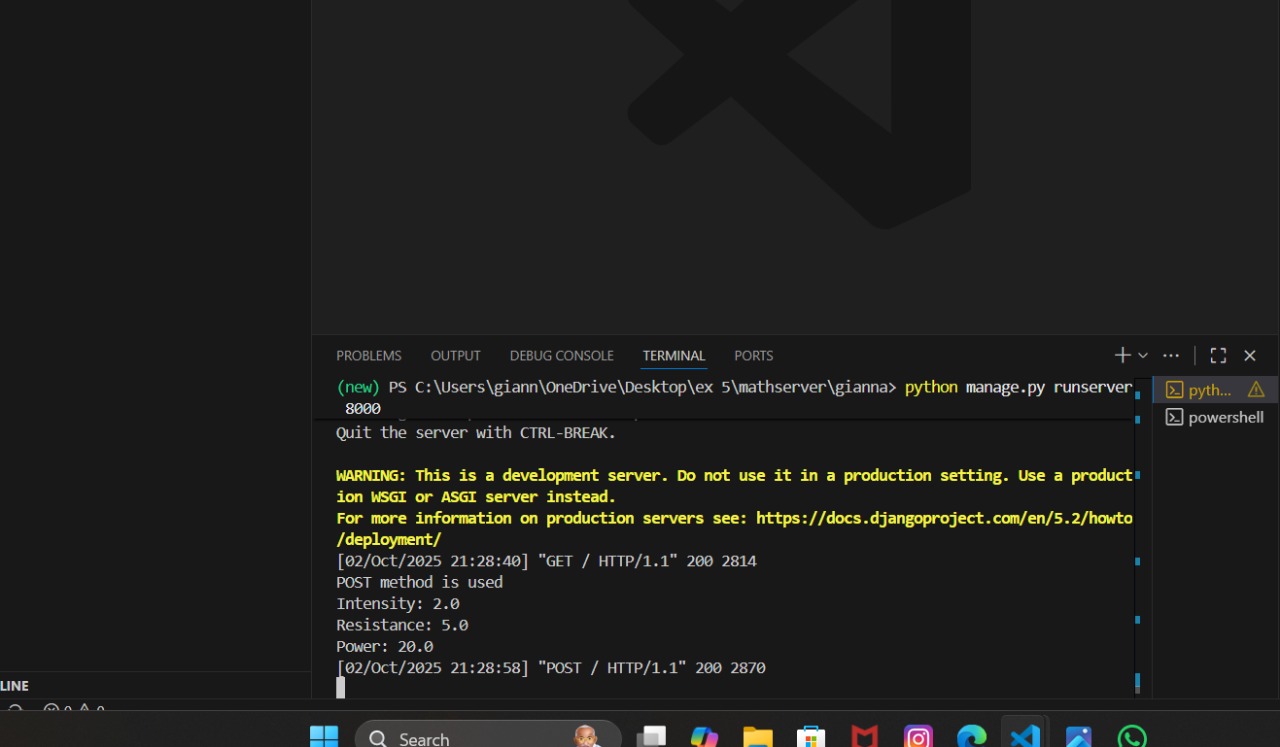 PROBLEMS OUTPUT DEBUG CONSOLE TERMINAL PORTS
(new) PS C:\Users\giann\OneDrive\Desktop\ex 5\mathserver\gianna> python manage.py runserver
8000
pyth...
powershell
Quit the server with CTRL-BREAK.
WARNING: This is a development server. Do not use it in a production setting. Use a product
ion WSGI or ASGI server instead.
For more information on production servers see: https://docs.djangoproject.com/en/5.2/howto
/deployment/
[02/Oct/2025 21:28:40] "GET / HTTP/1.1" 200 2814
POST method is used
Intensity: 2.0
Resistance: 5.0
Power: 20.0
[02/Oct/2025 21:28:58] "POST / HTTP/1.1" 200 2870
LINE
0 0
Search